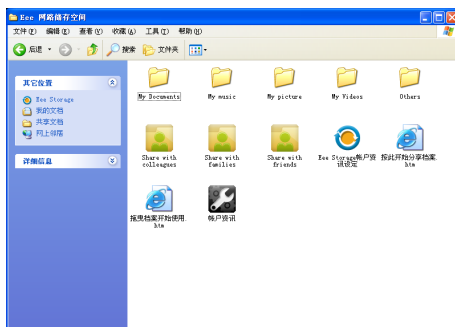 Eee 网路储存空间
文件(F) 编辑(E) 查看(V) 收藏(A) 工具(T) 帮助(H)
后退 搜索 文件夹
其它位置
Eee Storage
我的文档
共享文档
网上邻居
详细信息
My Documents My music My picture My Videos Others
Share with Share with Share with Eee Storage帐户资 按此开始分享档案.
colleagues families friends 讯设定 htm
拖曳档案开始使用. 帐户资讯
htm